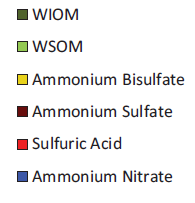 WIOM
WSOM
Ammonium Bisulfate
Ammonium Sulfate
Sulfuric Acid
Ammonium Nitrate